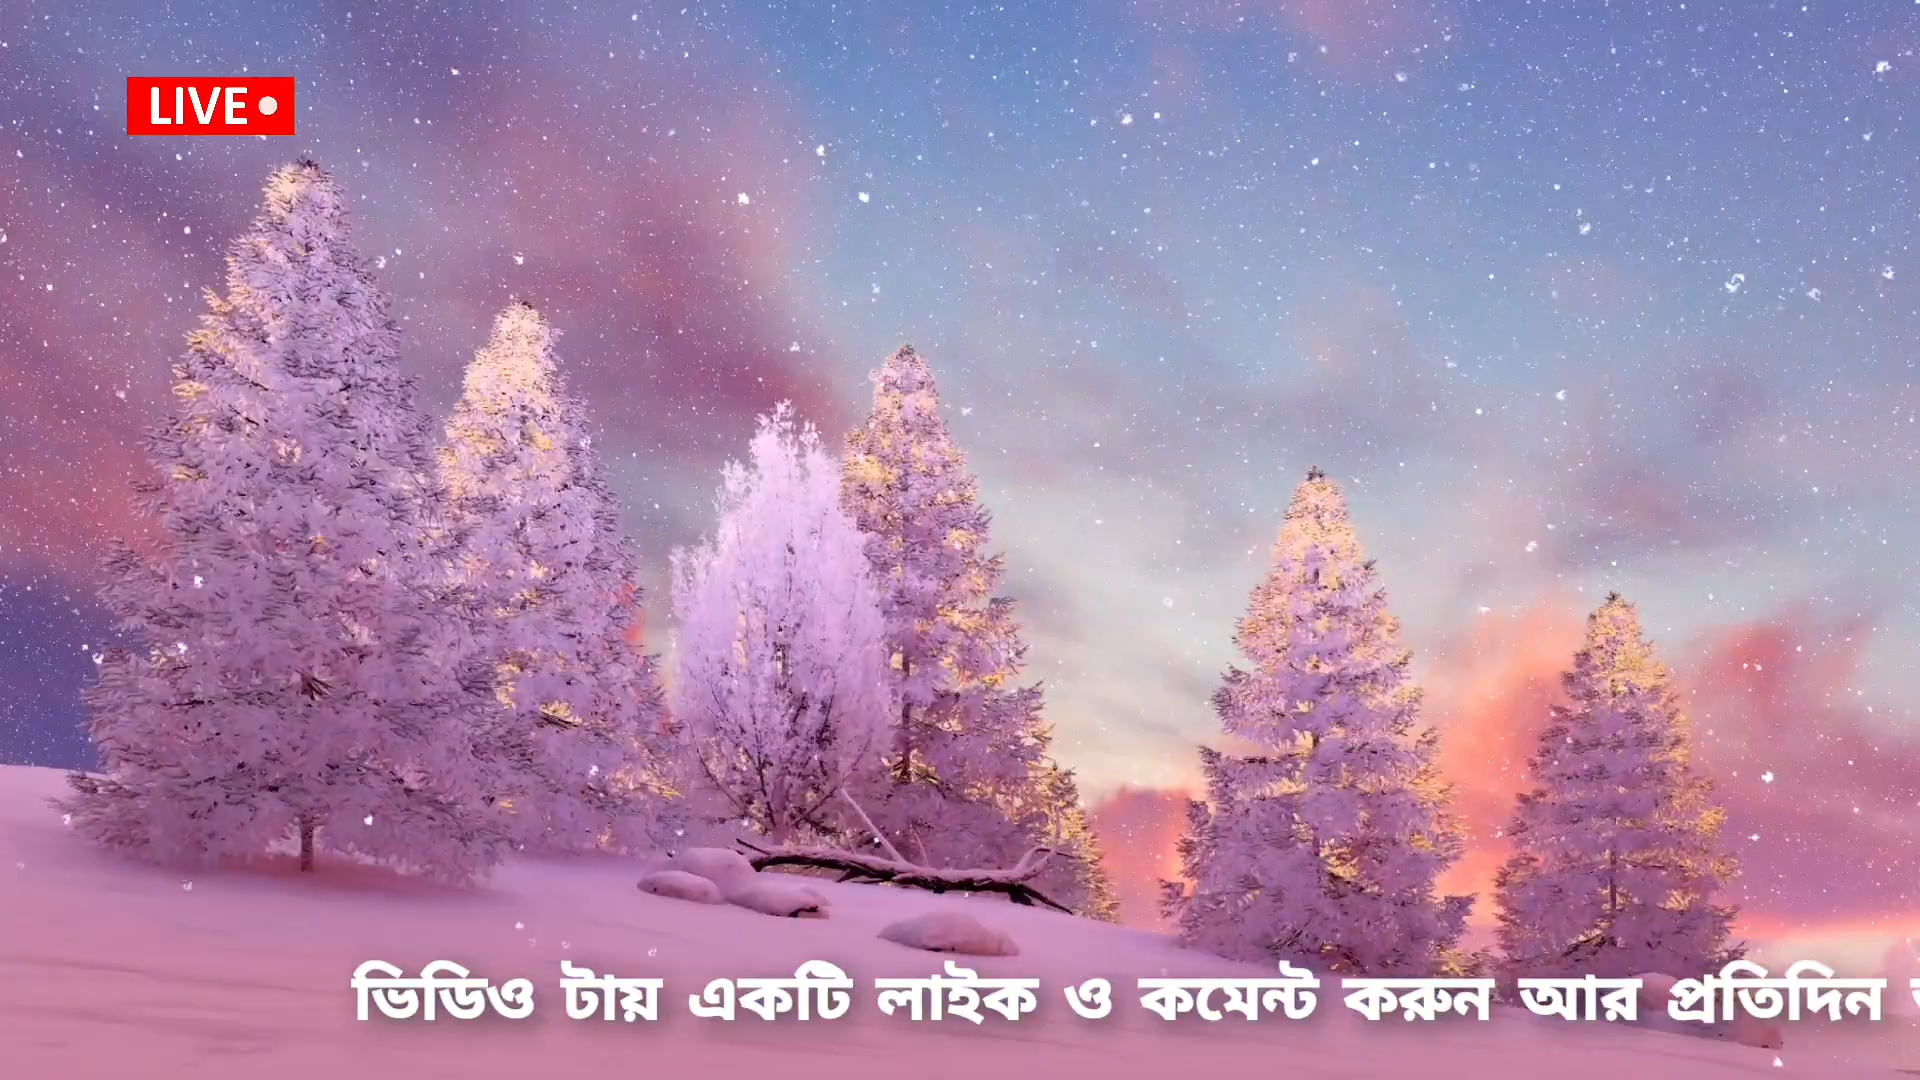 LIVE
ভিডিও টায় একটি লাইক ও কমেন্ট করুন আর প্রতিদিন